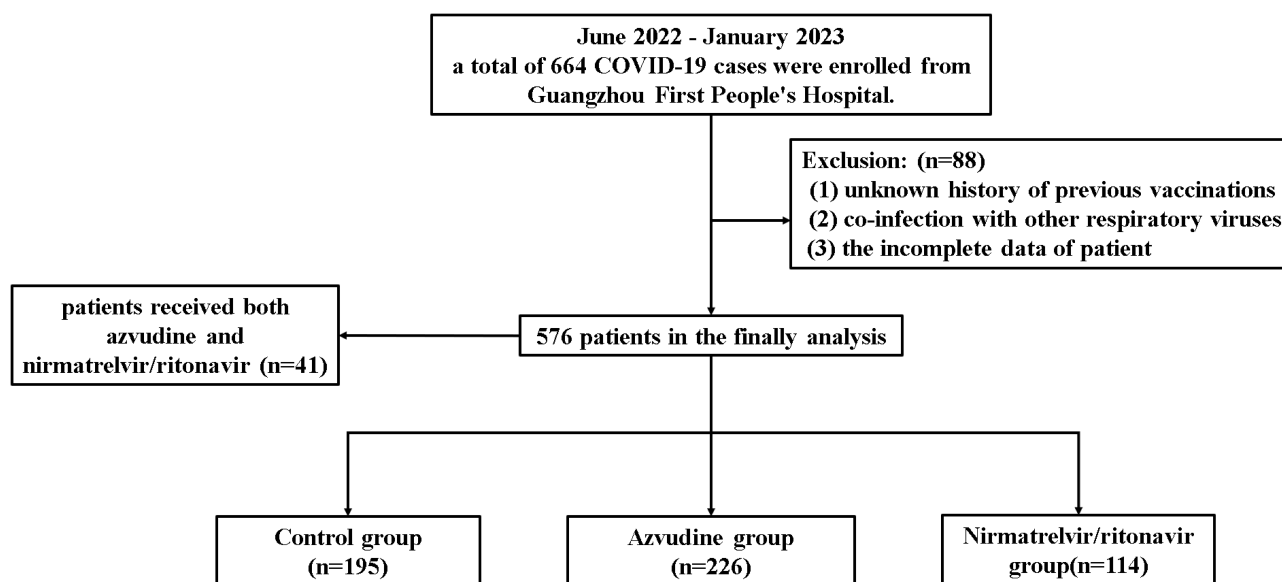 June 2022 - January 2023
a total of 664 COVID-19 cases were enrolled from
Guangzhou First People's Hospital.
Exclusion: (n=88)
(1) unknown history of previous vaccinations
(2) co-infection with other respiratory viruses
(3) the incomplete data of patient
patients received both
azvudine and
nirmatrelvir/ritonavir (n=41)
576 patients in the finally analysis
Control group
(n=195)
Azvudine group
(n=226)
Nirmatrelvir/ritonavir
group(n=114)